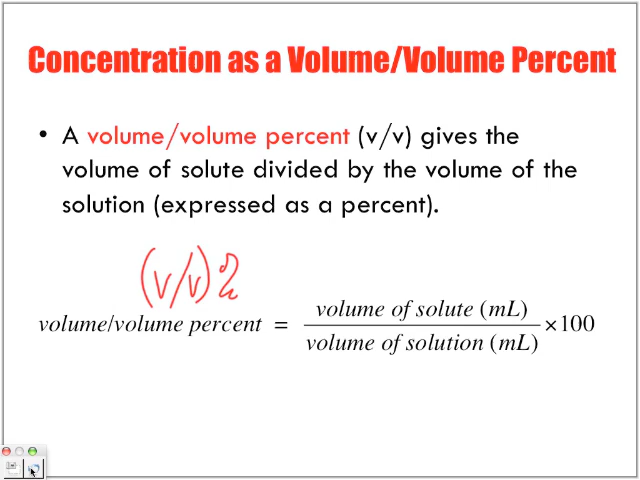 Concentration as a Volume/Volume Percent
• A volume/volume percent (v/v) gives the
volume of solute divided by the volume of the
solution (expressed as a percent).
(v/v) %
volume/volume percent = volume of solute (mL) / volume of solution (mL) ×100